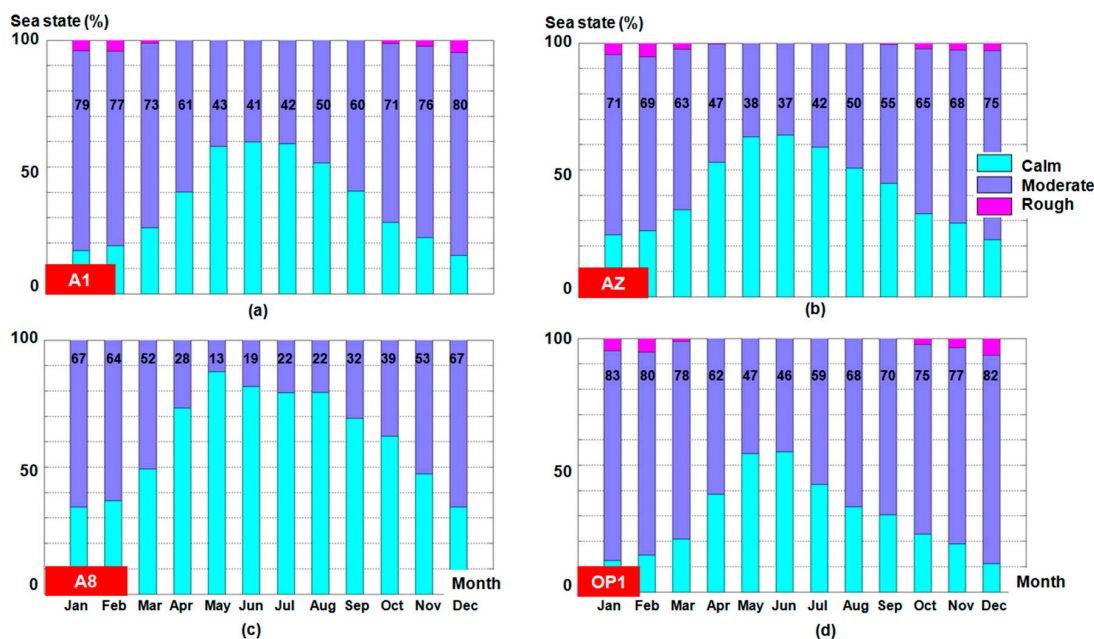 Sea state (%)
100
50
0
79 77 73 61 43 41 42 50 60 71 76 80
A1
(a)
Sea state (%)
100
50
0
71 69 63 47 38 37 42 50 55 65 68 75
Calm
Moderate
Rough
AZ
(b)
100
50
0
67 64 52 28 13 19 22 22 32 39 53 67
A8
Month
Jan Feb Mar Apr May Jun Jul Aug Sep Oct Nov Dec
(c)
100
50
0
83 80 78 62 47 46 59 68 70 75 77 82
OP1
Month
Jan Feb Mar Apr May Jun Jul Aug Sep Oct Nov Dec
(d)